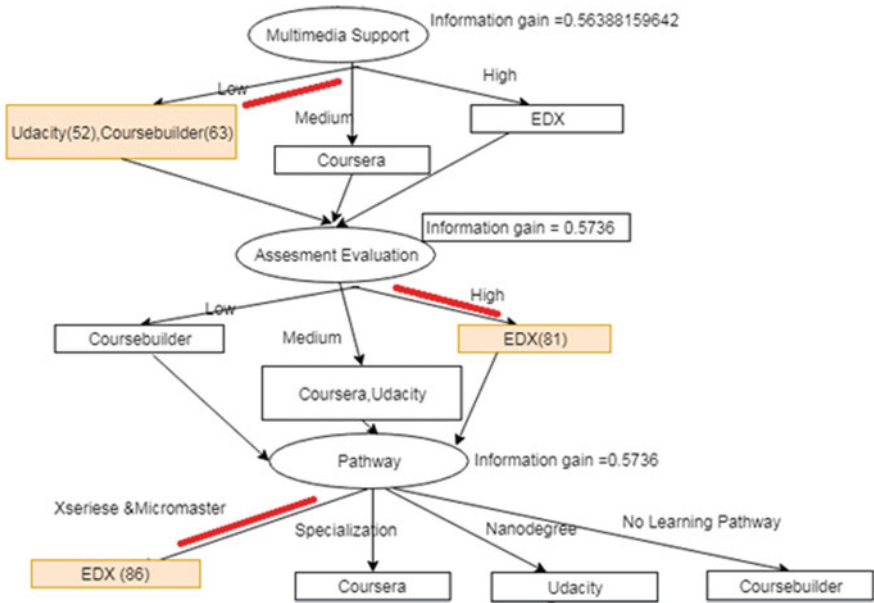 Multimedia Support
Information gain =0.56388159642
Low
High
Medium
Udacity(52),Coursebuilder(63)
EDX
Coursera
Information gain = 0.5736
Assesment Evaluation
Low
High
Medium
Coursebuilder
EDX(81)
Coursera,Udacity
Pathway
Information gain =0.5736
Xseriese &Micromaster
Specialization
Nanodegree
No Learning Pathway
EDX (86)
Coursera
Udacity
Coursebuilder